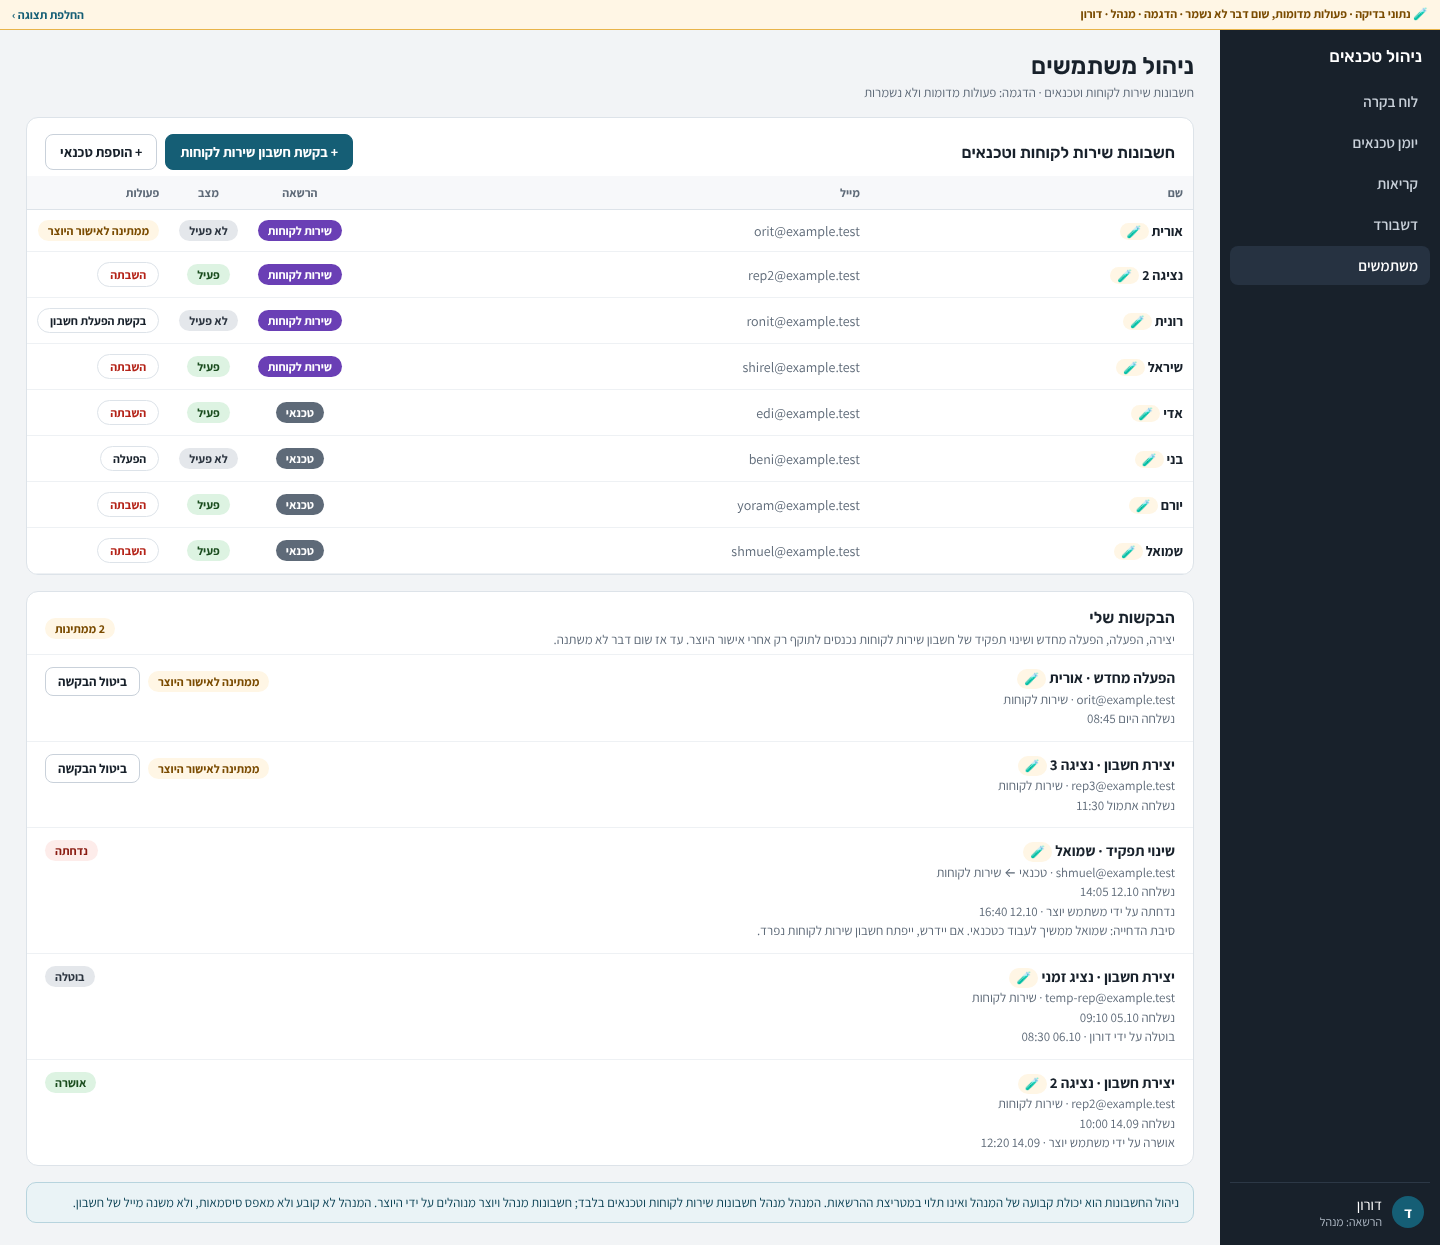 🧪 נתוני בדיקה · פעולות מדומות, שום דבר לא נשמר · הדגמה · מנהל · דורון
החלפת תצוגה ›
ניהול טכנאים
לוח בקרה
יומן טכנאים
קריאות
דשבורד
משתמשים
ניהול משתמשים
חשבונות שירות לקוחות וטכנאים · הדגמה: פעולות מדומות ולא נשמרות
חשבונות שירות לקוחות וטכנאים
+ בקשת חשבון שירות לקוחות
+ הוספת טכנאי
שם מייל הרשאה מצב פעולות
אורית 🧪 orit@example.test שירות לקוחות לא פעיל ממתינה לאישור היוצר
נציגה 2 🧪 rep2@example.test שירות לקוחות פעיל השבתה
רונית 🧪 ronit@example.test שירות לקוחות לא פעיל בקשת הפעלת חשבון
שיראל 🧪 shirel@example.test שירות לקוחות פעיל השבתה
אדי 🧪 edi@example.test טכנאי פעיל השבתה
בני 🧪 beni@example.test טכנאי לא פעיל הפעלה
יורם 🧪 yoram@example.test טכנאי פעיל השבתה
שמואל 🧪 shmuel@example.test טכנאי פעיל השבתה
הבקשות שלי
2 ממתינות
יצירה, הפעלה, הפעלה מחדש ושינוי תפקיד של חשבון שירות לקוחות נכנסים לתוקף רק אחרי אישור היוצר. עד אז שום דבר לא משתנה.
הפעלה מחדש · אורית 🧪
ממתינה לאישור היוצר
ביטול הבקשה
orit@example.test · שירות לקוחות
נשלחה היום 08:45
יצירת חשבון · נציגה 3 🧪
ממתינה לאישור היוצר
ביטול הבקשה
rep3@example.test · שירות לקוחות
נשלחה אתמול 11:30
שינוי תפקיד · שמואל 🧪
נדחתה
shmuel@example.test · טכנאי ← שירות לקוחות
נשלחה 12.10 14:05
נדחתה על ידי משתמש יוצר · 12.10 16:40
סיבת הדחייה: שמואל ממשיך לעבוד כטכנאי. אם יידרש, ייפתח חשבון שירות לקוחות נפרד.
יצירת חשבון · נציג זמני 🧪
בוטלה
temp-rep@example.test · שירות לקוחות
נשלחה 05.10 09:10
בוטלה על ידי דורון · 06.10 08:30
יצירת חשבון · נציגה 2 🧪
אושרה
rep2@example.test · שירות לקוחות
נשלחה 14.09 10:00
אושרה על ידי משתמש יוצר · 14.09 12:20
ניהול החשבונות הוא יכולת קבועה של המנהל ואינו תלוי במטריצת ההרשאות. המנהל מנהל חשבונות שירות לקוחות וטכנאים בלבד; חשבונות מנהל ויוצר מנוהלים על ידי היוצר. המנהל לא קובע ולא מאפס סיסמאות, ולא משנה מייל של חשבון.
ד
דורון
הרשאה: מנהל